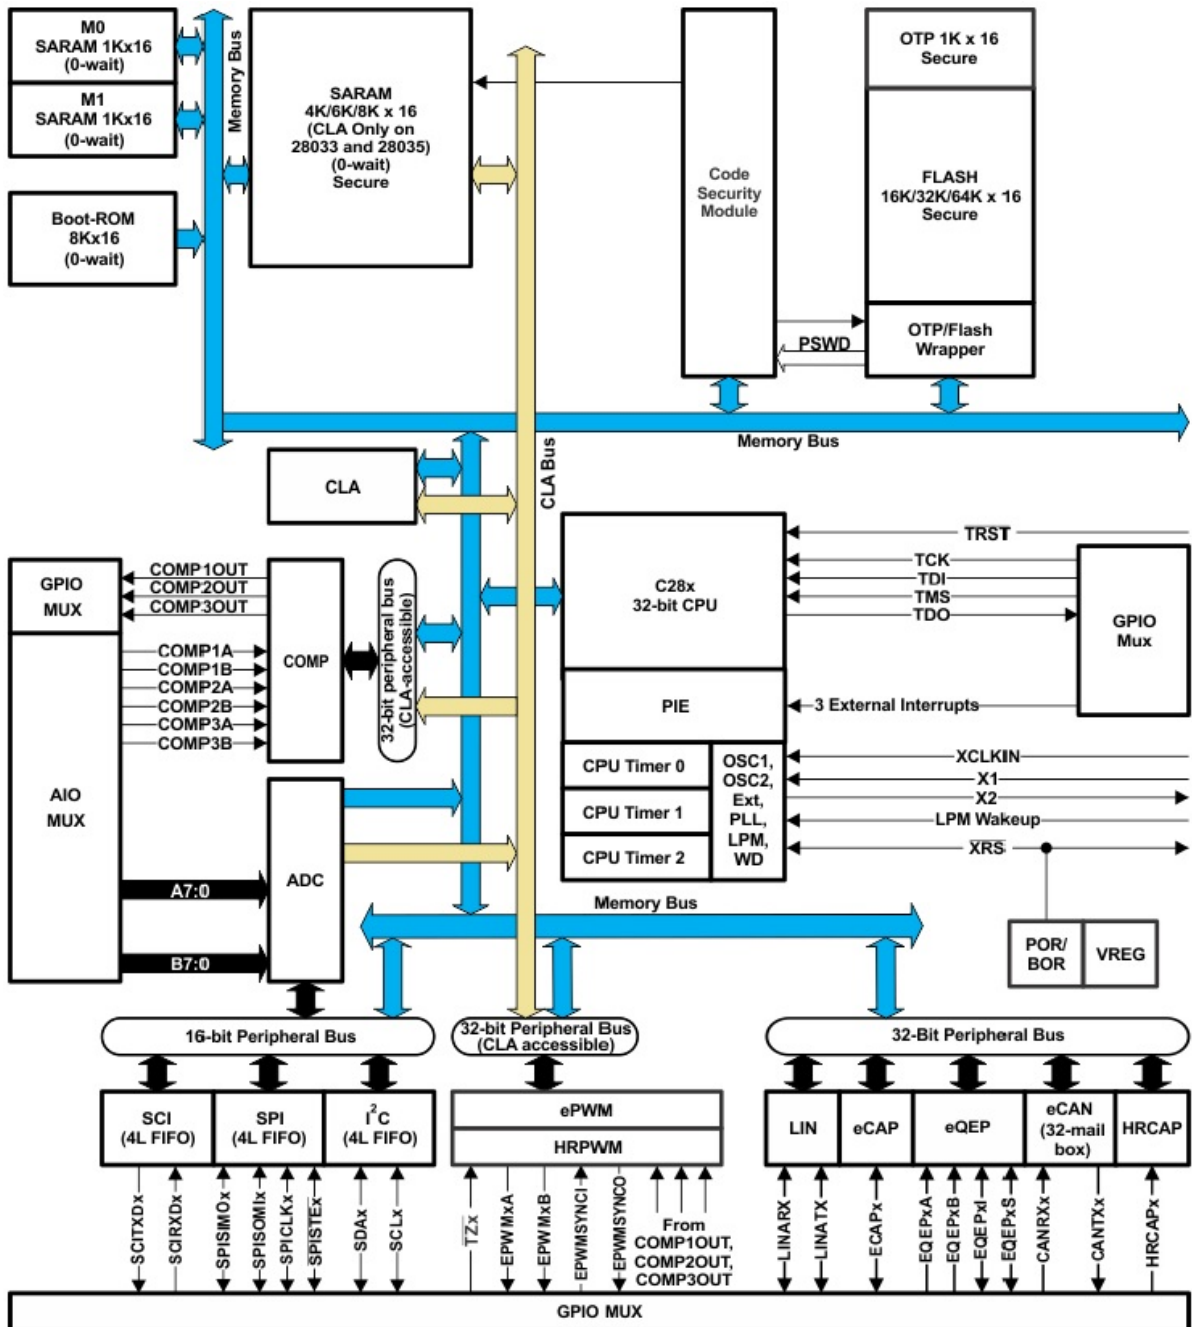 M0
SARAM 1Kx16
(0-wait)
M1
SARAM 1Kx16
(0-wait)
Boot-ROM
8Kx16
(0-wait)
Memory Bus
SARAM
4K/6K/8K x 16
(CLA Only on
28033 and 28035)
(0-wait)
Secure
Code
Security
Module
OTP 1K x 16
Secure
FLASH
16K/32K/64K x 16
Secure
OTP/Flash
Wrapper
PSWD
Memory Bus
CLA Bus
CLA
C28x
32-bit CPU
TRST
TCK
TDI
TMS
TDO
GPIO
Mux
GPIO
MUX
COMP1OUT
COMP2OUT
COMP3OUT
COMP
COMP1A
COMP1B
COMP2A
COMP2B
COMP3A
COMP3B
32-bit peripheral bus
(CLA-accessible)
PIE
3 External Interrupts
CPU Timer 0
CPU Timer 1
CPU Timer 2
OSC1,
OSC2,
Ext,
PLL,
LPM,
WD
XCLKIN
X1
X2
LPM Wakeup
XRS
AIO
MUX
A7:0
B7:0
ADC
Memory Bus
POR/
BOR
VREG
16-bit Peripheral Bus
32-bit Peripheral Bus
(CLA accessible)
32-Bit Peripheral Bus
SCI
(4L FIFO)
SPI
(4L FIFO)
I²C
(4L FIFO)
ePWM
HRPWM
LIN
eCAP
eQEP
eCAN
(32-mail
box)
HRCAP
SCITXDx
SCIRXDx
SPISIMOx
SPISOMIx
SPICLKx
SPISTEx
SDAx
SCLx
TZx
EPWMxA
EPWMxB
EPWMSYNCI
EPWMSYNCO
From
COMP1OUT,
COMP2OUT,
COMP3OUT
LINARX
LINATX
ECAPx
EQEPxA
EQEPxB
EQEPxI
EQEPxS
CANRXx
CANTXx
HRCAPx
GPIO MUX